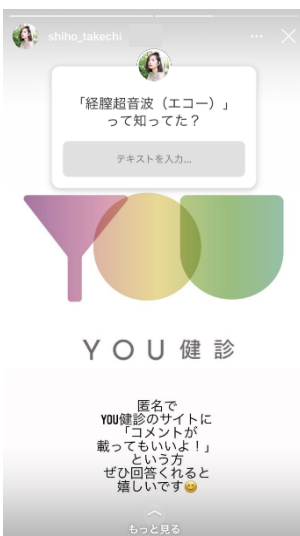 shiho_takechi
「経膣超音波（エコー）」
って知ってた？
テキストを入力...
YOU
YOU健診
匿名で
YOU健診のサイトに
「コメントが
載ってもいいよ！」
という方
ぜひ回答くれると
嬉しいです😊
もっと見る